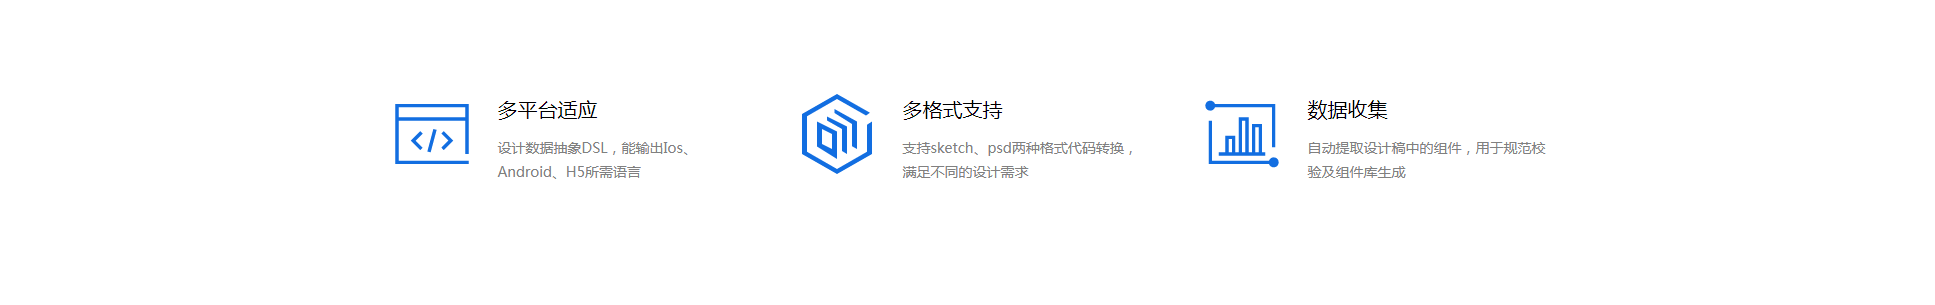 多平台适应
设计数据抽象DSL，能输出Ios、
Android、H5所需语言
多格式支持
支持sketch、psd两种格式代码转换，
满足不同的设计需求
数据收集
自动提取设计稿中的组件，用于规范校
验及组件库生成